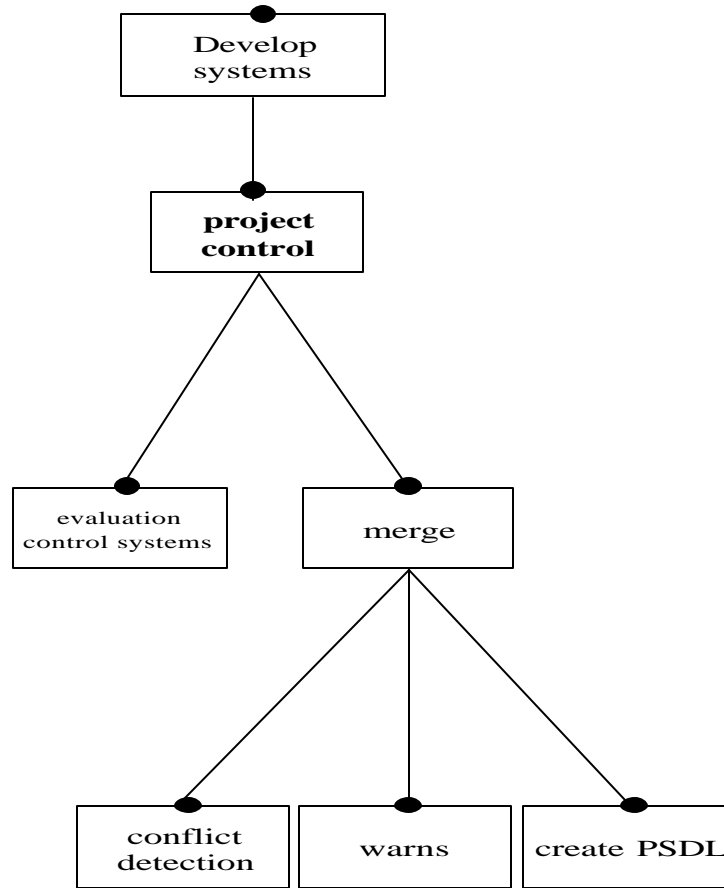 Develop
systems
project
control
evaluation
control systems
merge
conflict
detection
warns
create PSDL